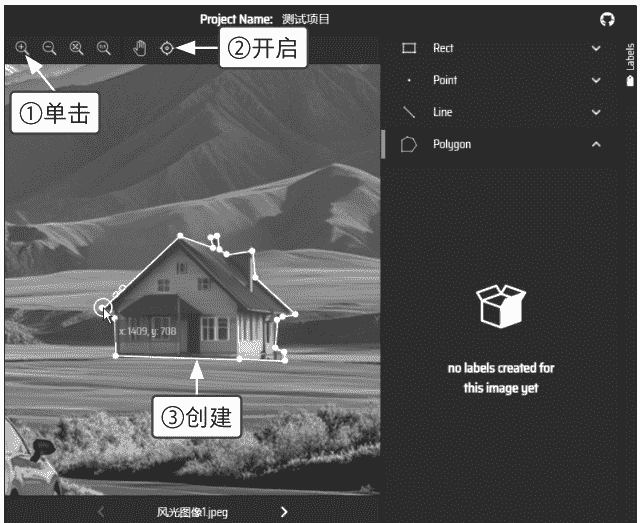 Project Name: 测试项目
②开启
①单击
Rect
Point
Line
Polygon
Labels
x: 1409, y: 708
no labels created for
this image yet
③创建
风光图像1.jpeg